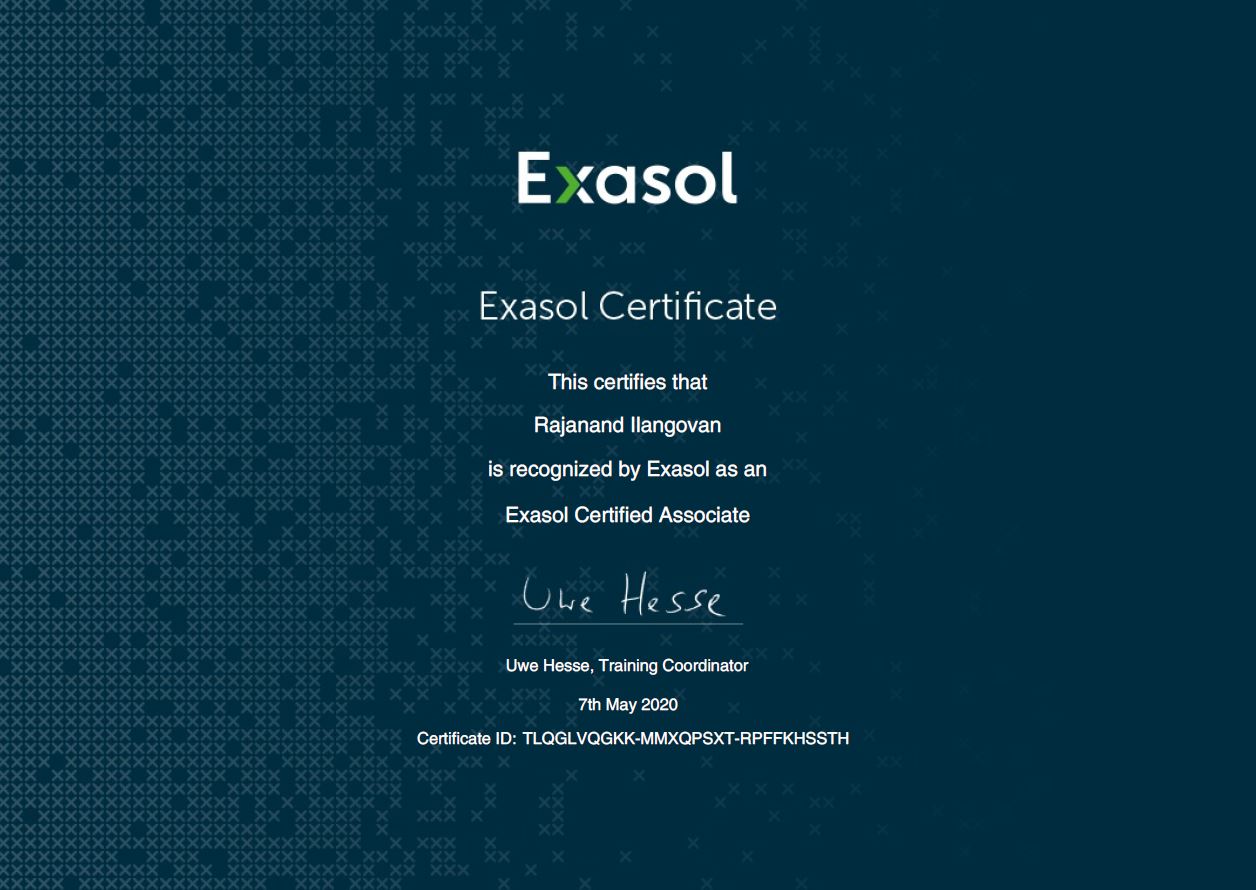 Exasol
Exasol Certificate
This certifies that
Rajanand Ilangovan
is recognized by Exasol as an
Exasol Certified Associate
Uwe Hesse
Uwe Hesse, Training Coordinator
7th May 2020
Certificate ID: TLQGLVQGKK-MMXQPSXT-RPFFKHSSTH